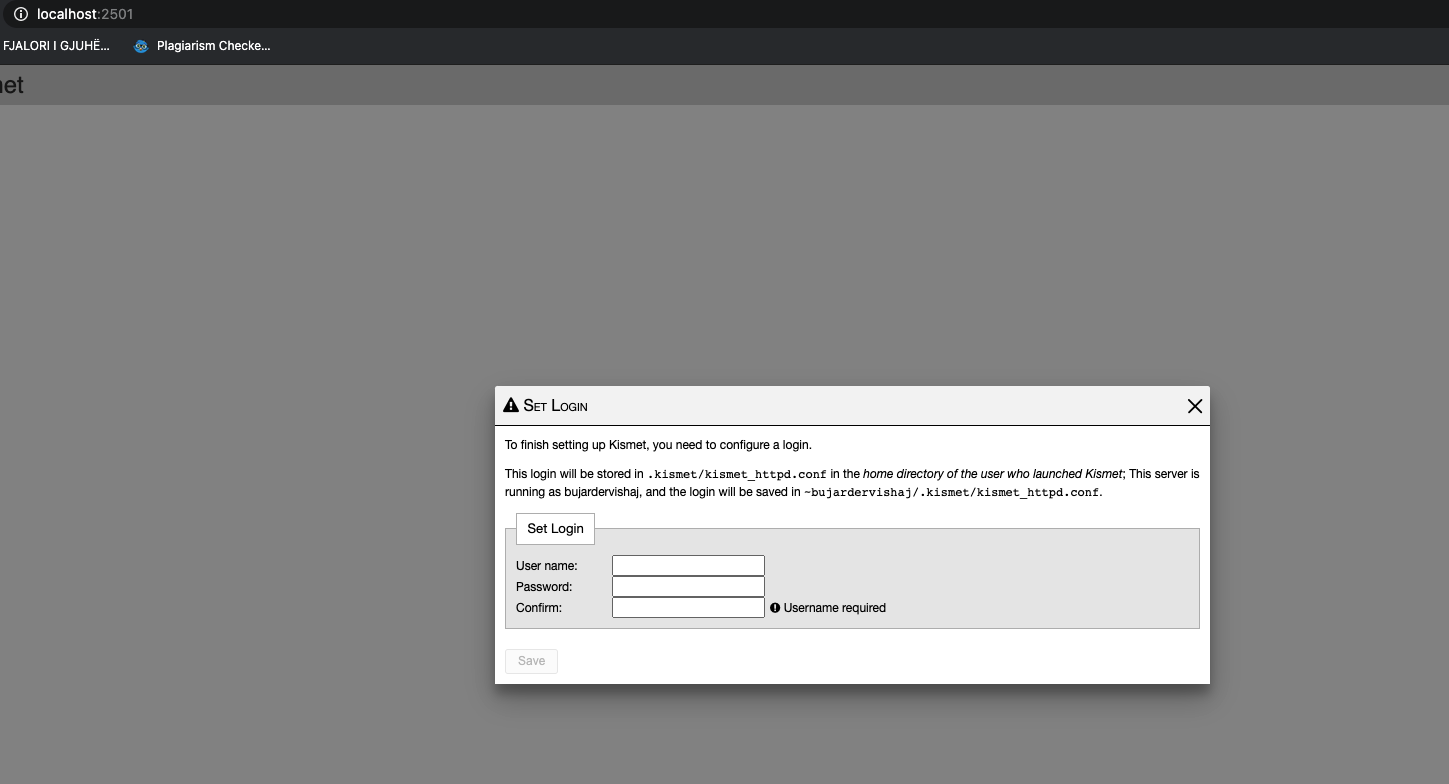 localhost:2501
FJALORI I GJUHË... Plagiarism Checke...
et
SET LOGIN
To finish setting up Kismet, you need to configure a login.
This login will be stored in .kismet/kismet_httpd.conf in the home directory of the user who launched Kismet; This server is
running as bujardervishaj, and the login will be saved in ~bujardervishaj/.kismet/kismet_httpd.conf.
Set Login
User name:
Password:
Confirm: Username required
Save